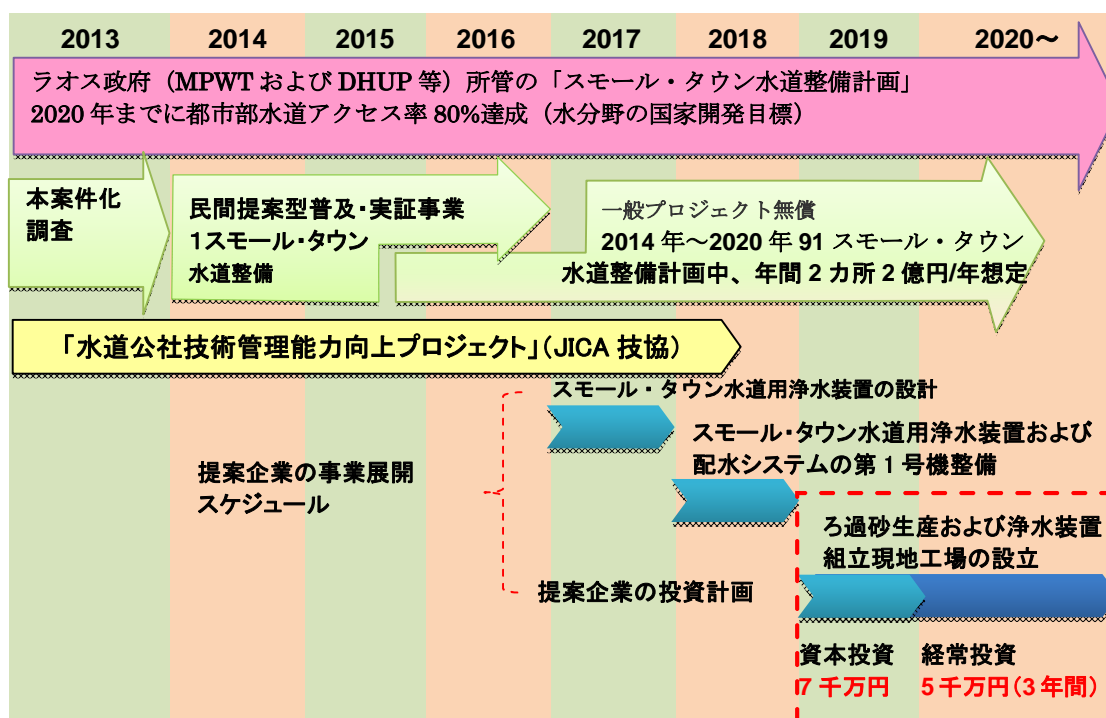 2013 2014 2015 2016 2017 2018 2019 2020～
ラオス政府（MPWT および DHUP 等）所管の「スモール・タウン水道整備計画」
2020 年までに都市部水道アクセス率 80%達成（水分野の国家開発目標）
本案件化
調査
民間提案型普及・実証事業
１スモール・タウン
水道整備
一般プロジェクト無償
2014 年～2020 年 91 スモール・タウン
水道整備計画中、年間 2 カ所 2 億円/年想定
「水道公社技術管理能力向上プロジェクト」（JICA 技協）
スモール・タウン水道用浄水装置の設計
スモール・タウン水道用浄水装置および
配水システムの第 1 号機整備
提案企業の事業展開
スケジュール
ろ過砂生産および浄水装置
組立現地工場の設立
提案企業の投資計画
資本投資
7 千万円
経常投資
5 千万円（3 年間）